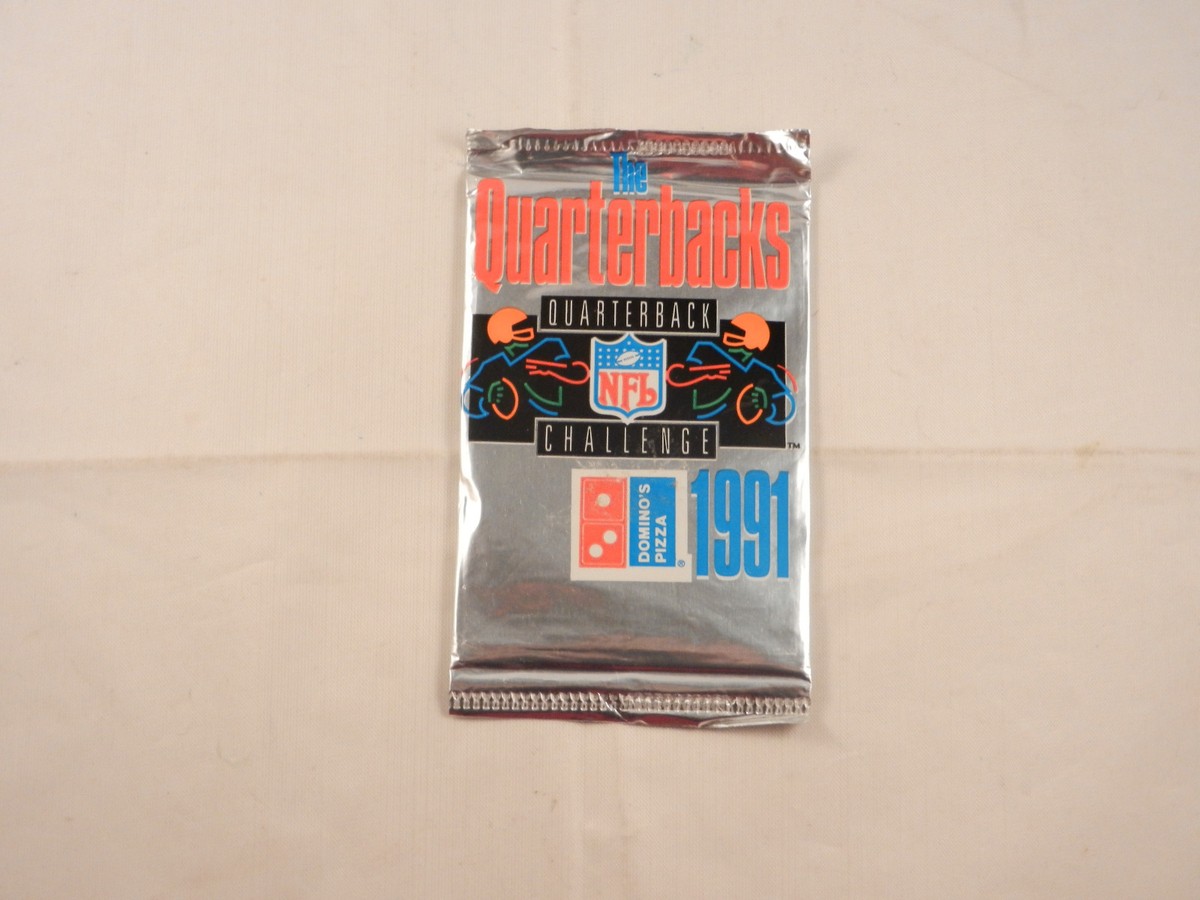 The
Quarterbacks
QUARTERBACK
NFL
CHALLENGE
TM
DOMINO'S
PIZZA
®
1991